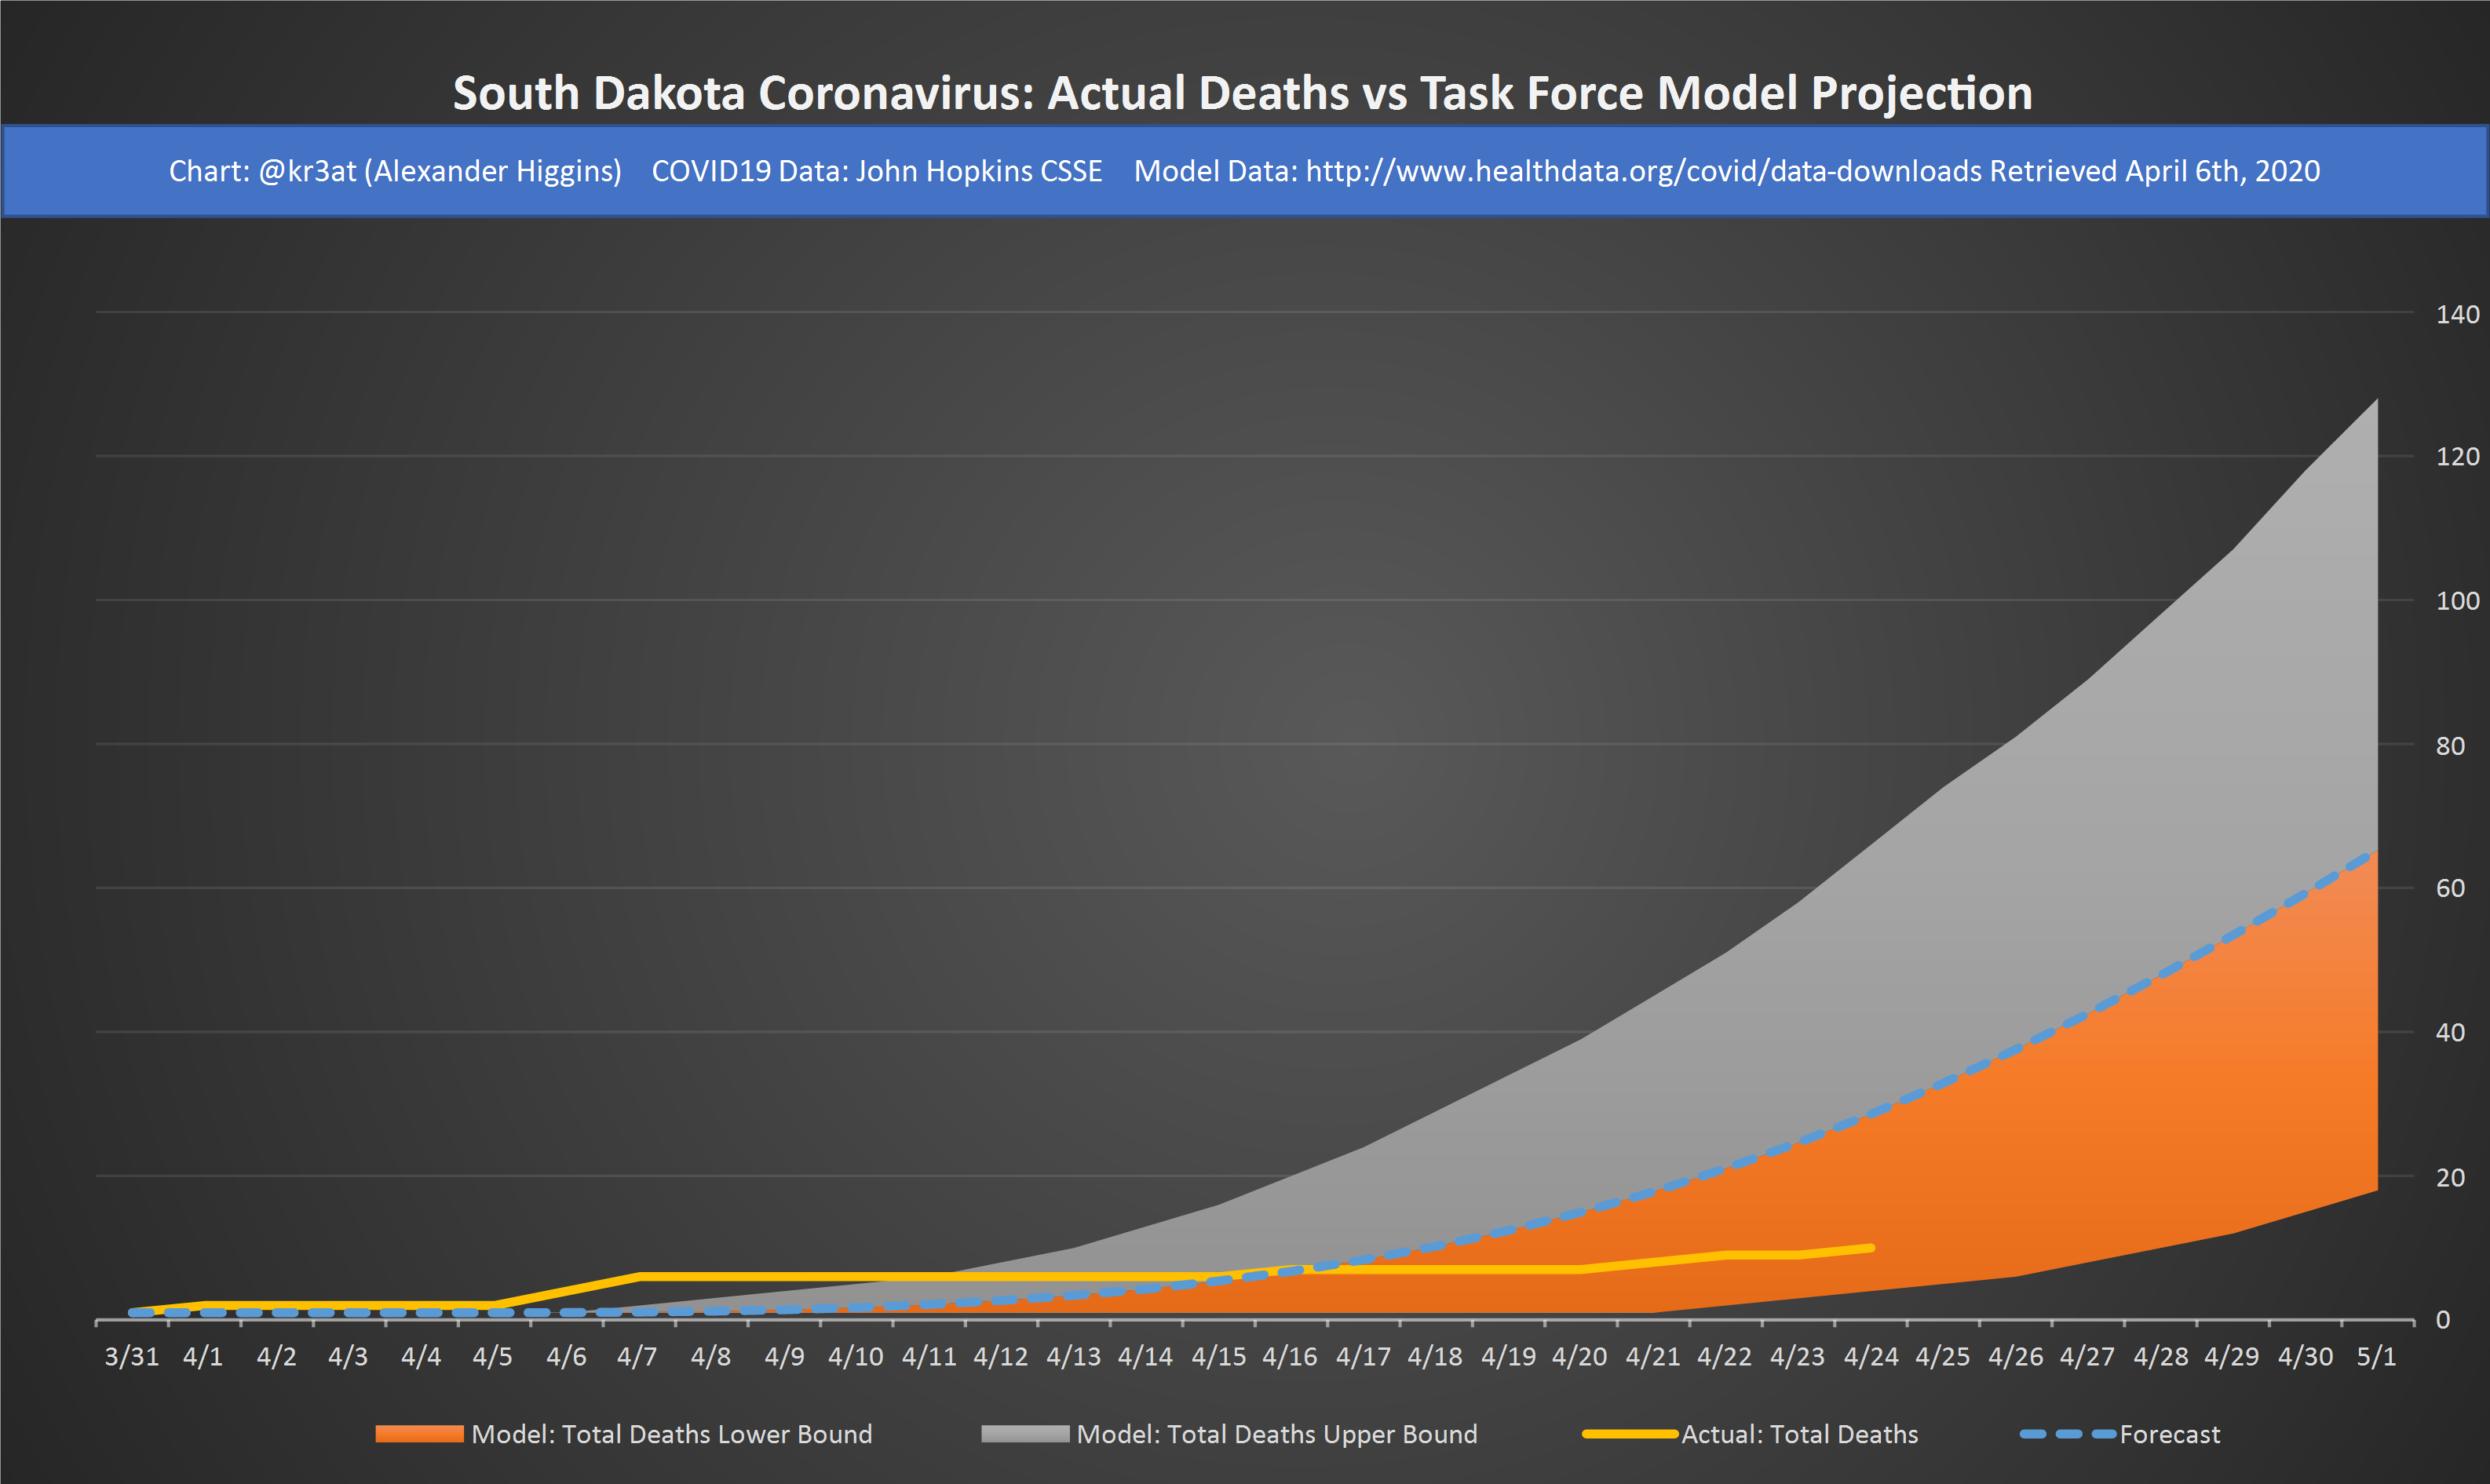 South Dakota Coronavirus: Actual Deaths vs Task Force Model Projection
Chart: @kr3at (Alexander Higgins) COVID19 Data: John Hopkins CSSE Model Data: http://www.healthdata.org/covid/data-downloads Retrieved April 6th, 2020
140
120
100
80
60
40
20
0
3/31 4/1 4/2 4/3 4/4 4/5 4/6 4/7 4/8 4/9 4/10 4/11 4/12 4/13 4/14 4/15 4/16 4/17 4/18 4/19 4/20 4/21 4/22 4/23 4/24 4/25 4/26 4/27 4/28 4/29 4/30 5/1
Model: Total Deaths Lower Bound Model: Total Deaths Upper Bound Actual: Total Deaths Forecast